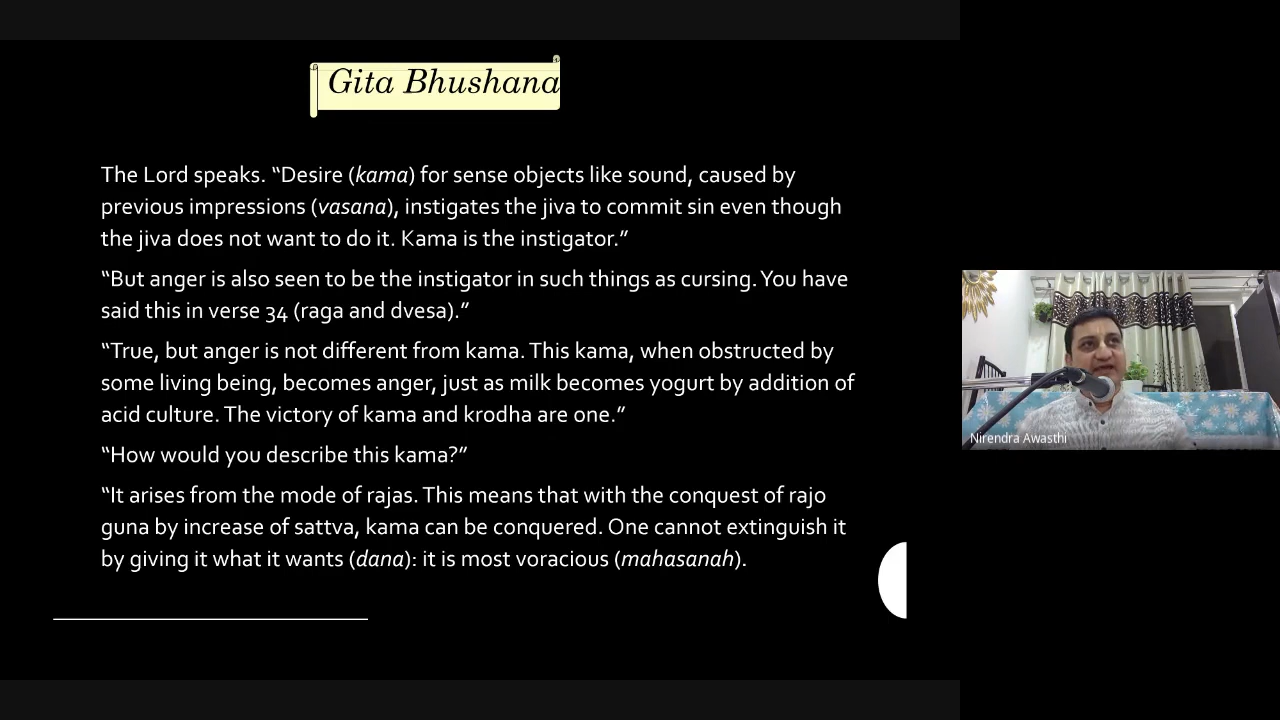 Gita Bhushana
The Lord speaks. “Desire (kama) for sense objects like sound, caused by
previous impressions (vasana), instigates the jiva to commit sin even though
the jiva does not want to do it. Kama is the instigator.”
“But anger is also seen to be the instigator in such things as cursing. You have
said this in verse 34 (raga and dvesa).”
“True, but anger is not different from kama. This kama, when obstructed by
some living being, becomes anger, just as milk becomes yogurt by addition of
acid culture. The victory of kama and krodha are one.”
“How would you describe this kama?”
“It arises from the mode of rajas. This means that with the conquest of rajo
guna by increase of sattva, kama can be conquered. One cannot extinguish it
by giving it what it wants (dana): it is most voracious (mahasanah).
Nirendra Awasthi